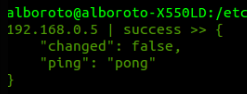 alboroto@alboroto-X550LD:/etc
192.168.0.5 | success >> {
    "changed": false,
    "ping": "pong"
}